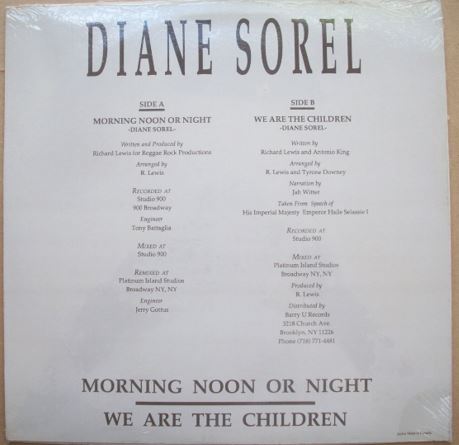 DIANE SOREL
SIDE A
MORNING NOON OR NIGHT
-DIANE SOREL-
Written and Produced by
Richard Lewis for Reggae Rock Productions
Arranged by
R. Lewis
RECORDED AT
Studio 900
900 Broadway
Engineer
Tony Battaglia
MIXED AT
Studio 900
REMIXED AT
Platinum Island Studios
Broadway NY, NY
Engineer
Jerry Gottus
SIDE B
WE ARE THE CHILDREN
-DIANE SOREL-
Written by
Richard Lewis and Antonio King
Arranged by
R. Lewis and Tyrone Downey
Narration by
Jah Witter
Taken From Speech of
His Imperial Majesty Emperor Haile Selassie I
RECORDED AT
Studio 900
MIXED AT
Platinum Island Studios
Broadway NY, NY
Produced by
R. Lewis
Distributed by
Barry U Records
3218 Church Ave.
Brooklyn, NY 11226
Phone (718) 771-4481
MORNING NOON OR NIGHT
WE ARE THE CHILDREN